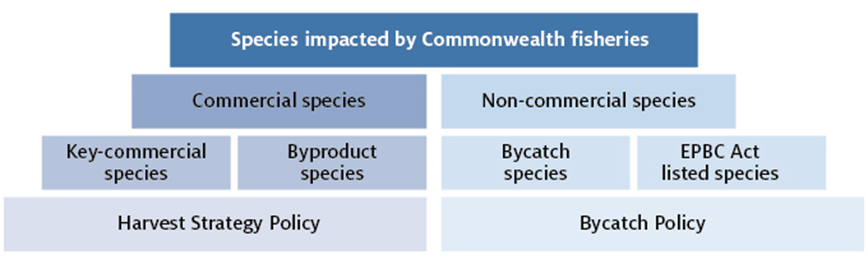 Species impacted by Commonwealth fisheries
Commercial species
Non-commercial species
Key-commercial
species
Byproduct
species
Bycatch
species
EPBC Act
listed species
Harvest Strategy Policy
Bycatch Policy